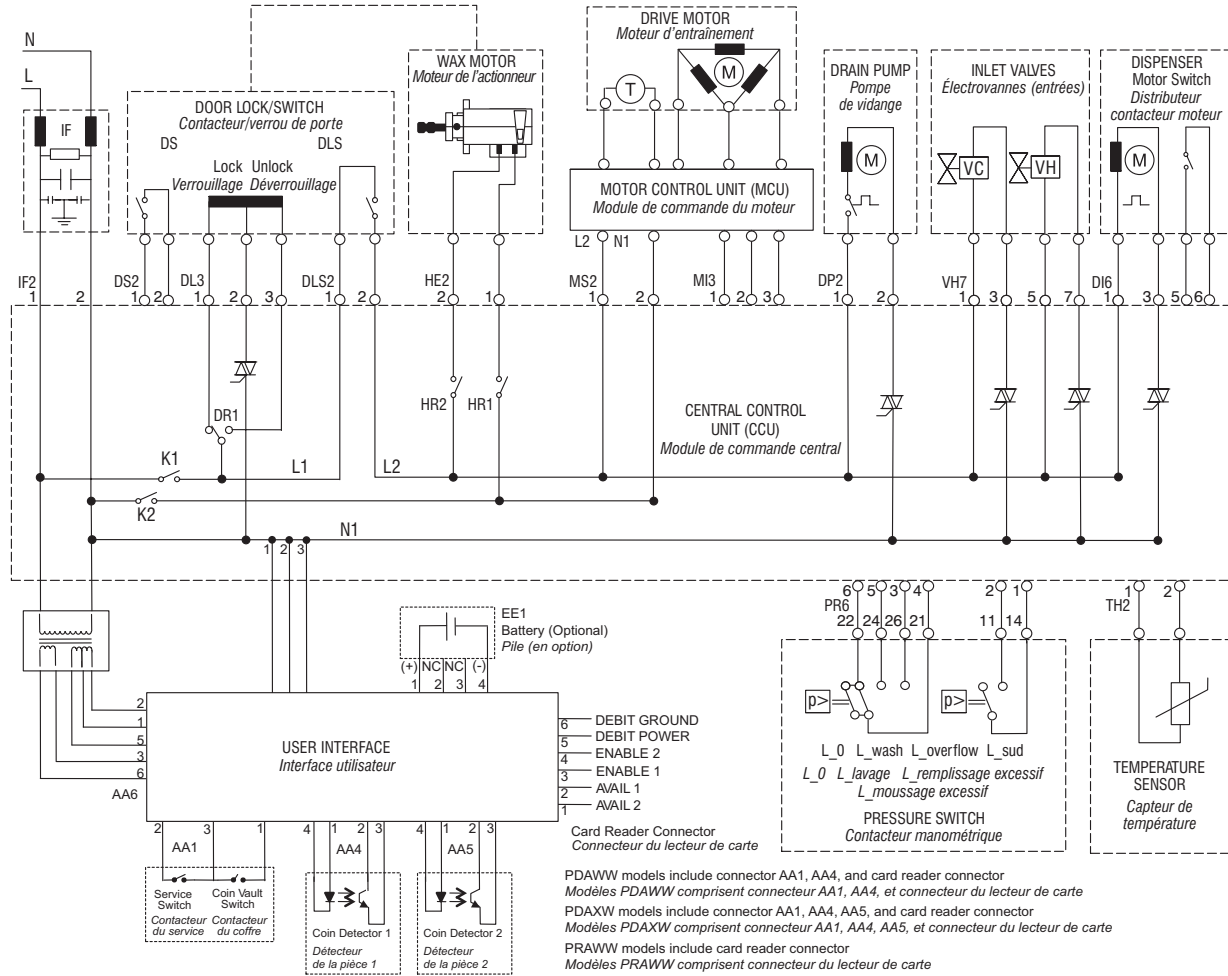 N
L
IF
IF2
1
2
DOOR LOCK/SWITCH
Contacteur/verrou de porte
DS
DLS
Lock Unlock
Verrouillage Déverrouillage
DS2
1
2
DL3
1
2
3
DLS2
1
2
WAX MOTOR
Moteur de l'actionneur
HE2
2
1
DRIVE MOTOR
Moteur d'entraînement
T
M
MOTOR CONTROL UNIT (MCU)
Module de commande du moteur
L2
N1
MS2
1
2
MI3
1
2
3
DRAIN PUMP
Pompe
de vidange
M
DP2
1
2
INLET VALVES
Électrovannes (entrées)
VC
VH
VH7
1
3
5
7
DISPENSER
Motor Switch
Distributeur
contacteur moteur
M
DI6
1
3
5
6
DR1
HR2
HR1
CENTRAL CONTROL
UNIT (CCU)
Module de commande central
K1
L1
L2
K2
N1
1
2
3
EE1
Battery (Optional)
Pile (en option)
(+)
NC
NC
(-)
1
2
3
4
USER INTERFACE
Interface utilisateur
2
1
5
3
6
AA6
6 DEBIT GROUND
5 DEBIT POWER
4 ENABLE 2
3 ENABLE 1
2 AVAIL 1
1 AVAIL 2
Card Reader Connector
Connecteur du lecteur de carte
2
3
1
AA1
Service
Switch
Contacteur
du service
Coin Vault
Switch
Contacteur
du coffre
4
1
2
3
AA4
Coin Detector 1
Détecteur
de la pièce 1
4
1
2
3
AA5
Coin Detector 2
Détecteur
de la pièce 2
6
5
3
4
2
1
PR6
22
24
26
21
11
14
p>
p>
L_0 L_wash L_overflow L_sud
L_0 L_lavage L_remplissage excessif
L_moussage excessif
PRESSURE SWITCH
Contacteur manométrique
1
2
TH2
TEMPERATURE
SENSOR
Capteur de
température
PDAWW models include connector AA1, AA4, and card reader connector
Modèles PDAWW comprisent connecteur AA1, AA4, et connecteur du lecteur de carte
PDAXW models include connector AA1, AA4, AA5, and card reader connector
Modèles PDAXW comprisent connecteur AA1, AA4, AA5, et connecteur du lecteur de carte
PRAWW models include card reader connector
Modèles PRAWW comprisent connecteur du lecteur de carte